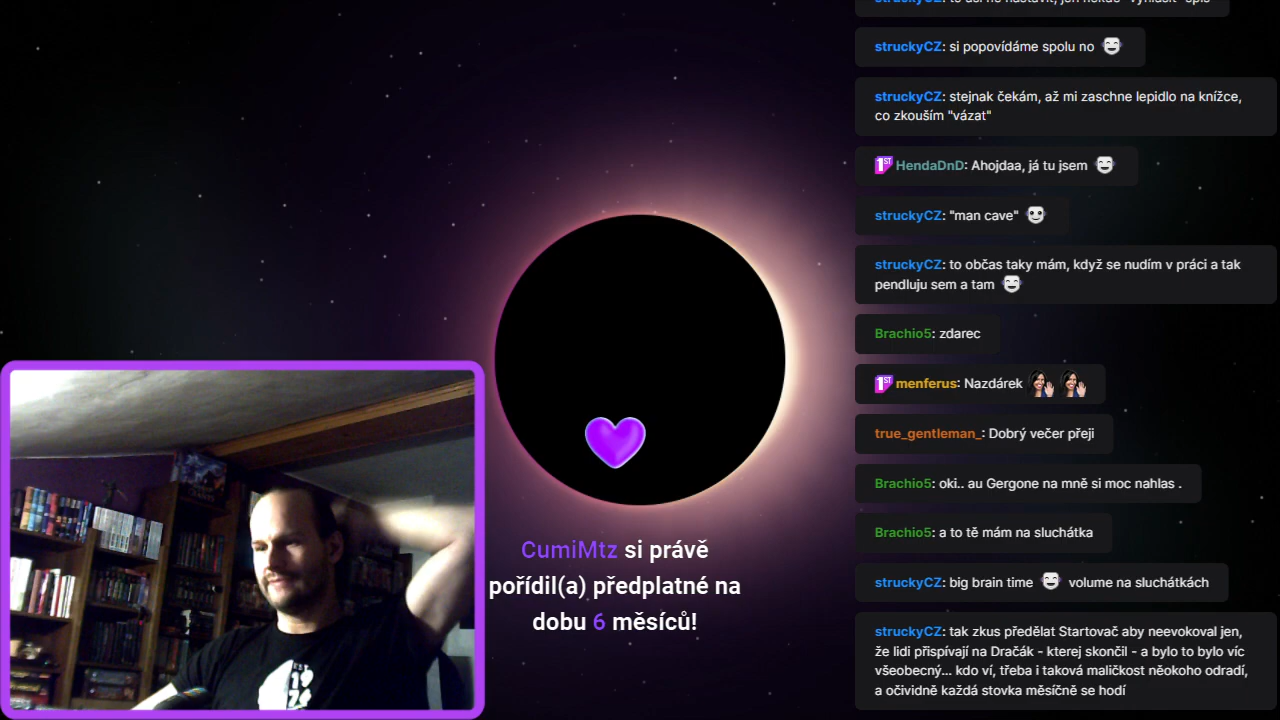 struckyCZ: si popovídáme spolu no
struckyCZ: stejnak čekám, až mi zaschne lepidlo na knížce,
co zkouším "vázat"
1ST HendaDnD: Ahojdaa, já tu jsem
struckyCZ: "man cave"
struckyCZ: to občas taky mám, když se nudím v práci a tak
pendluju sem a tam
Brachio5: zdarec
1ST menferus: Nazdárek
true_gentleman_: Dobrý večer přeji
Brachio5: oki.. au Gergone na mně si moc nahlas .
Brachio5: a to tě mám na sluchátka
struckyCZ: big brain time volume na sluchátkách
struckyCZ: tak zkus předělat Startovač aby neevokoval jen,
že lidi přispívají na Dračák - kterej skončil - a bylo to bylo víc
všeobecný... kdo ví, třeba i taková maličkost někoho odradí,
a očividně každá stovka měsíčně se hodí
CumiMtz si právě
pořídil(a) předplatné na
dobu 6 měsíců!